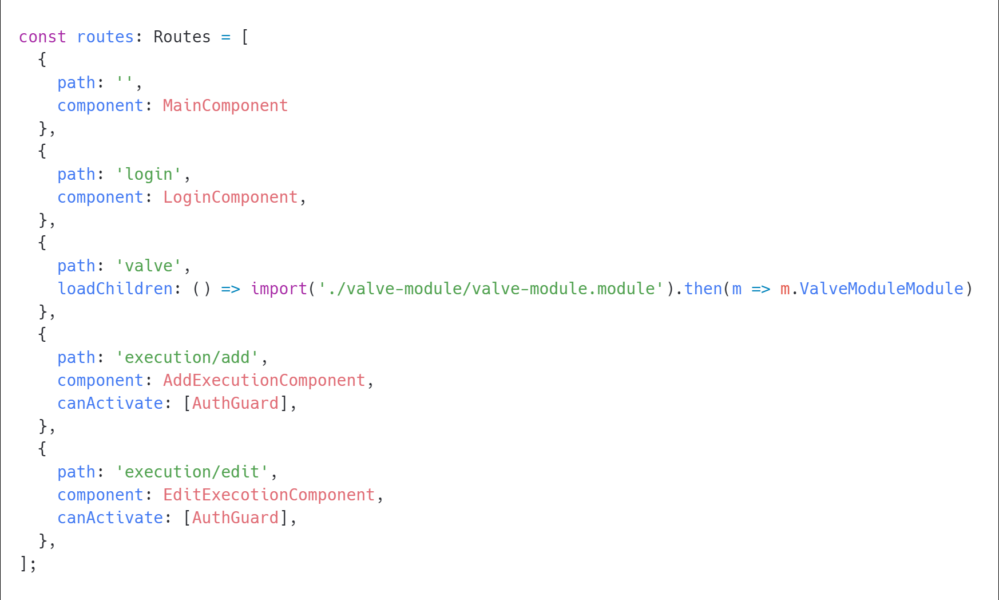 const routes: Routes = [
  {
    path: '',
    component: MainComponent
  },
  {
    path: 'login',
    component: LoginComponent,
  },
  {
    path: 'valve',
    loadChildren: () => import('./valve-module/valve-module.module').then(m => m.ValveModuleModule)
  },
  {
    path: 'execution/add',
    component: AddExecutionComponent,
    canActivate: [AuthGuard],
  },
  {
    path: 'execution/edit',
    component: EditExecotionComponent,
    canActivate: [AuthGuard],
  },
];